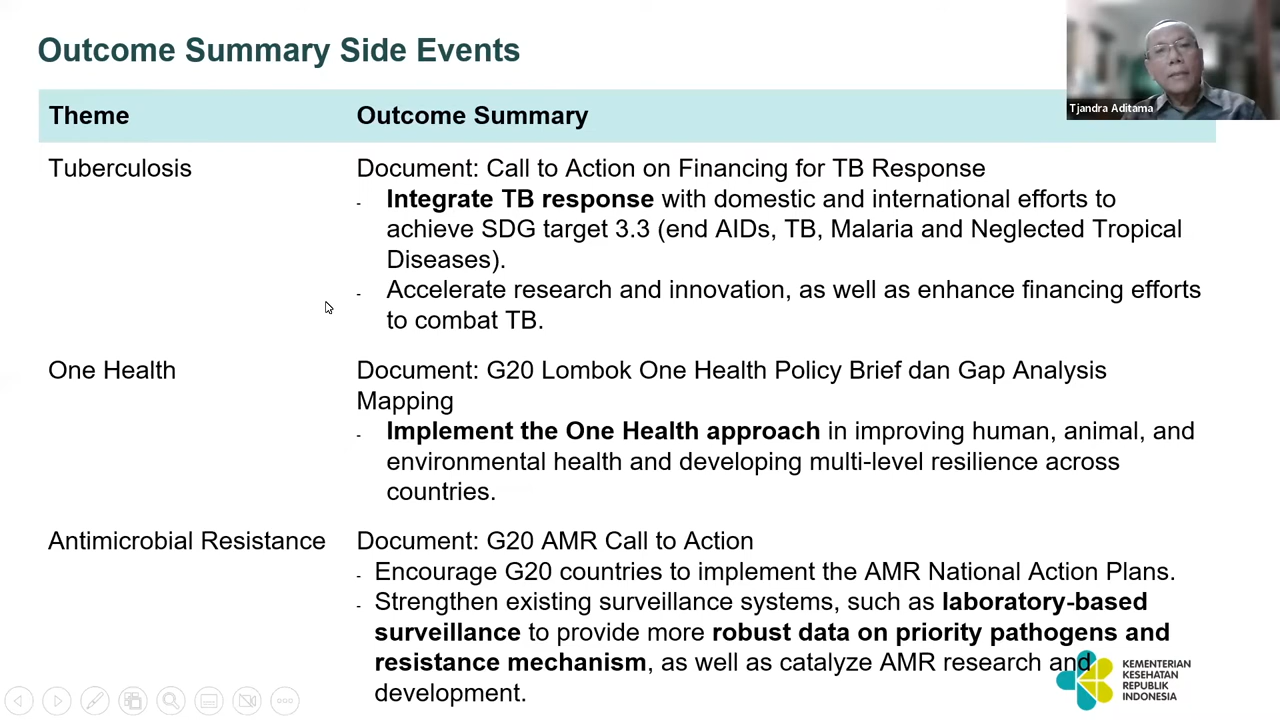 Outcome Summary Side Events
Tjandra Aditama
Theme
Outcome Summary
Tuberculosis
Document: Call to Action on Financing for TB Response
- Integrate TB response with domestic and international efforts to
achieve SDG target 3.3 (end AIDs, TB, Malaria and Neglected Tropical
Diseases).
- Accelerate research and innovation, as well as enhance financing efforts
to combat TB.
One Health
Document: G20 Lombok One Health Policy Brief dan Gap Analysis
Mapping
- Implement the One Health approach in improving human, animal, and
environmental health and developing multi-level resilience across
countries.
Antimicrobial Resistance
Document: G20 AMR Call to Action
- Encourage G20 countries to implement the AMR National Action Plans.
- Strengthen existing surveillance systems, such as laboratory-based
surveillance to provide more robust data on priority pathogens and
resistance mechanism, as well as catalyze AMR research and
development.
KEMENTERIAN
KESEHATAN
REPUBLIK
INDONESIA